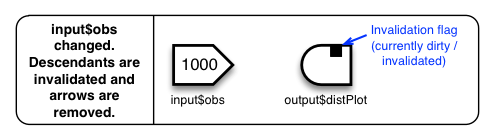 input$obs
changed.
Descendants are
invalidated and
arrows are
removed.
1000
input$obs
output$distPlot
Invalidation flag
(currently dirty /
invalidated)